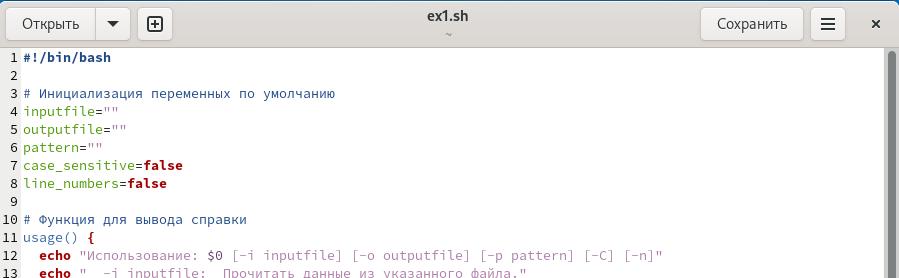 Открыть
ex1.sh
~
Сохранить
1 #!/bin/bash
2
3 # Инициализация переменных по умолчанию
4 inputfile=""
5 outputfile=""
6 pattern=""
7 case_sensitive=false
8 line_numbers=false
9
10 # Функция для вывода справки
11 usage() {
12   echo "Использование: $0 [-i inputfile] [-o outputfile] [-p pattern] [-C] [-n]"
13   echo "  -i inputfile:  Прочитать данные из указанного файла."